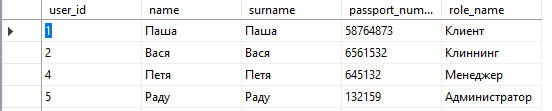 user_id name surname passport_num... role_name
1 Паша Паша 58764873 Клиент
2 Вася Вася 6561532 Клиннинг
4 Петя Петя 645132 Менеджер
5 Раду Раду 132159 Администратор